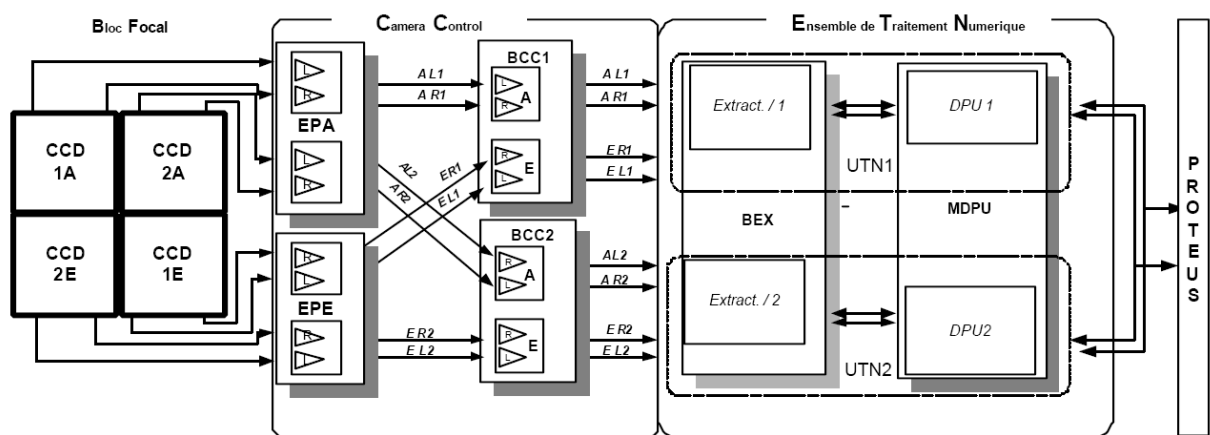 Bloc Focal
Camera Control
Ensemble de Traitement Numerique
CCD
1A
CCD
2A
CCD
2E
CCD
1E
L
R
EPA
L
R
R
L
EPE
R
L
AL1
AR1
AL2
AR2
ER1
EL1
ER2
EL2
BCC1
L
A
R
R
E
L
BCC2
R
A
L
R
E
L
AL1
AR1
ER1
EL1
AL2
AR2
ER2
EL2
Extract. / 1
DPU 1
UTN1
BEX
-
MDPU
Extract. / 2
DPU2
UTN2
P
R
O
T
E
U
S